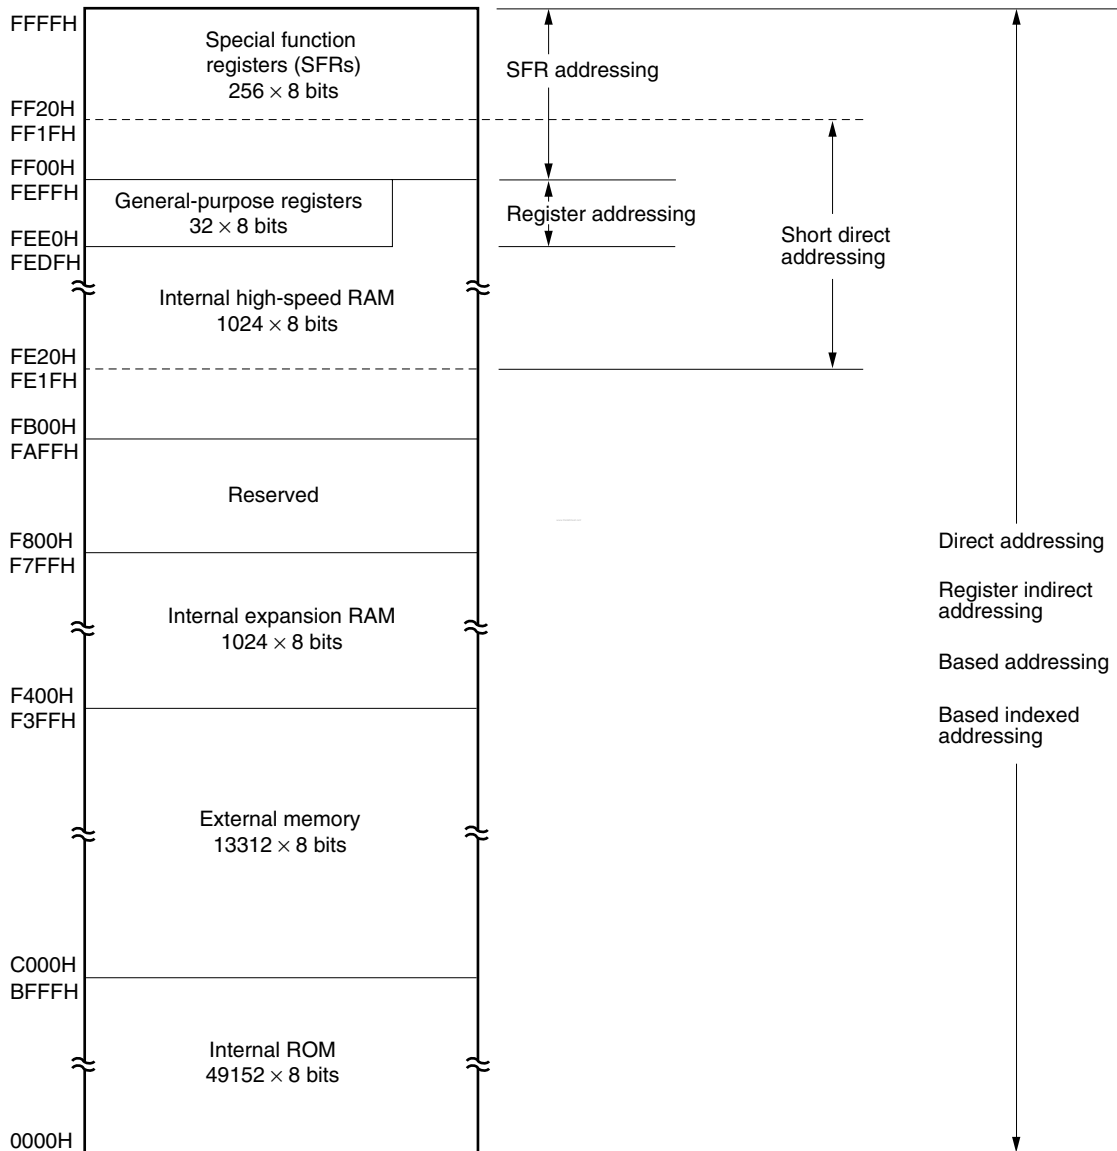 FFFFH
Special function
registers (SFRs)
256 × 8 bits
SFR addressing
FF20H
FF1FH
FF00H
FEFFH
General-purpose registers
32 × 8 bits
Register addressing
Short direct
addressing
FEE0H
FEDFH
Internal high-speed RAM
1024 × 8 bits
FE20H
FE1FH
FB00H
FAFFH
Reserved
F800H
F7FFH
Direct addressing
Register indirect
addressing
Internal expansion RAM
1024 × 8 bits
Based addressing
F400H
F3FFH
Based indexed
addressing
External memory
13312 × 8 bits
C000H
BFFFH
Internal ROM
49152 × 8 bits
0000H